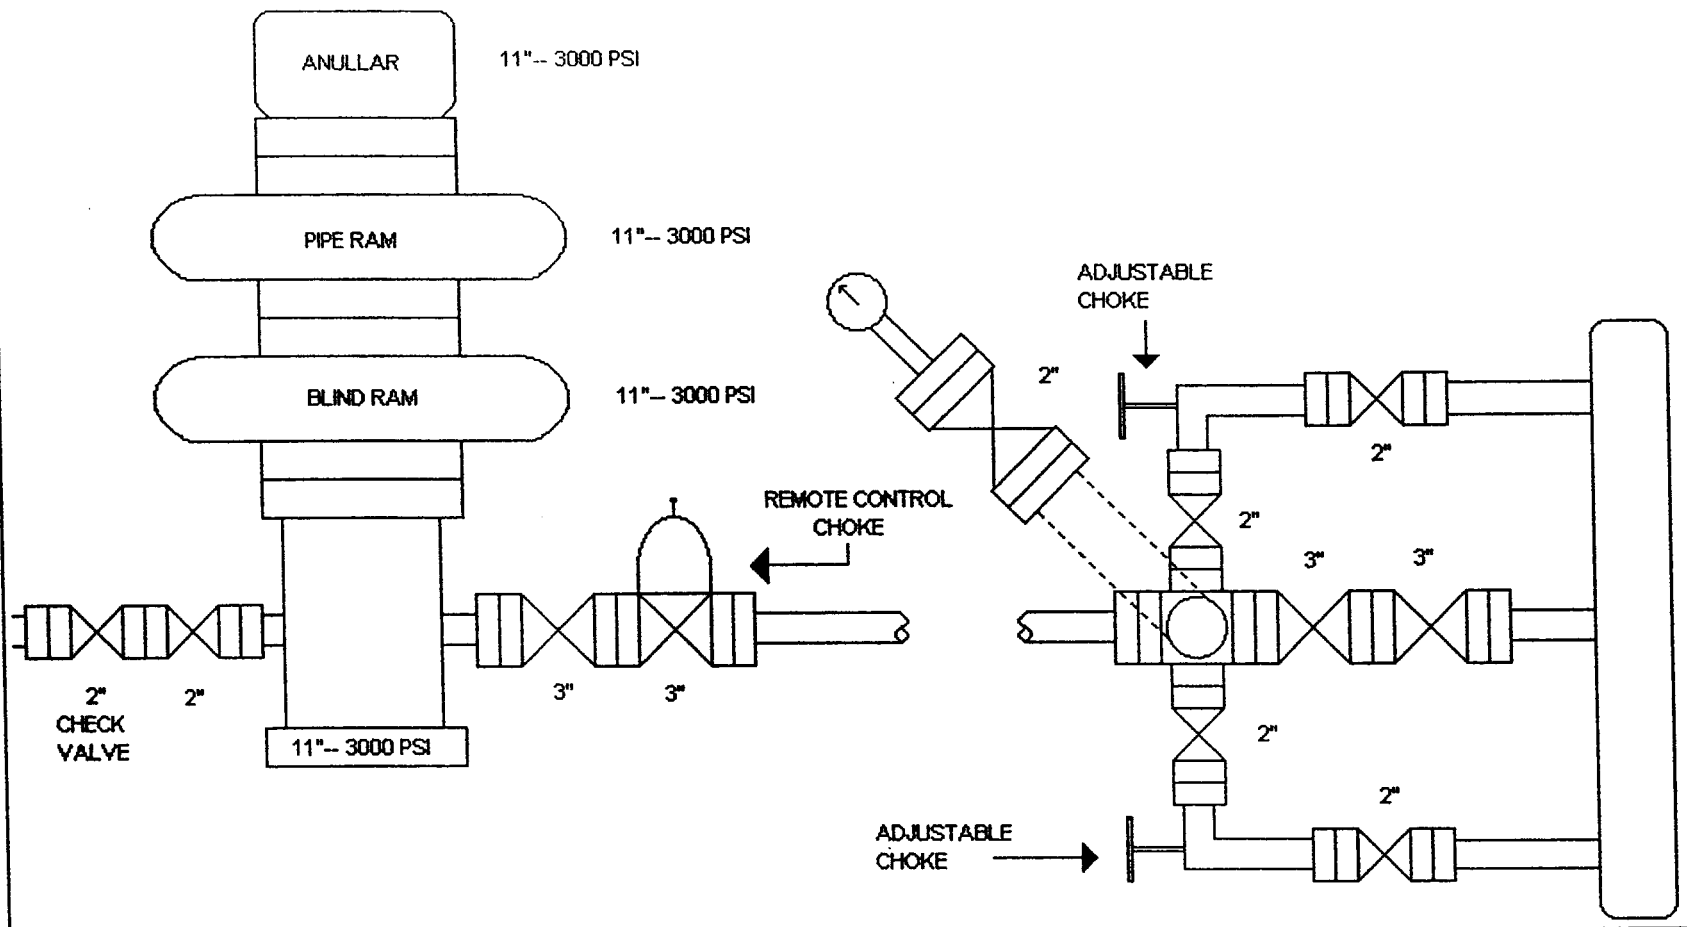 ANULLAR
11"-- 3000 PSI
PIPE RAM
11"-- 3000 PSI
BLIND RAM
11"-- 3000 PSI
REMOTE CONTROL
CHOKE
2"
CHECK
VALVE
2"
3"
3"
11"-- 3000 PSI
ADJUSTABLE
CHOKE
2"
2"
2"
3"
3"
2"
2"
ADJUSTABLE
CHOKE